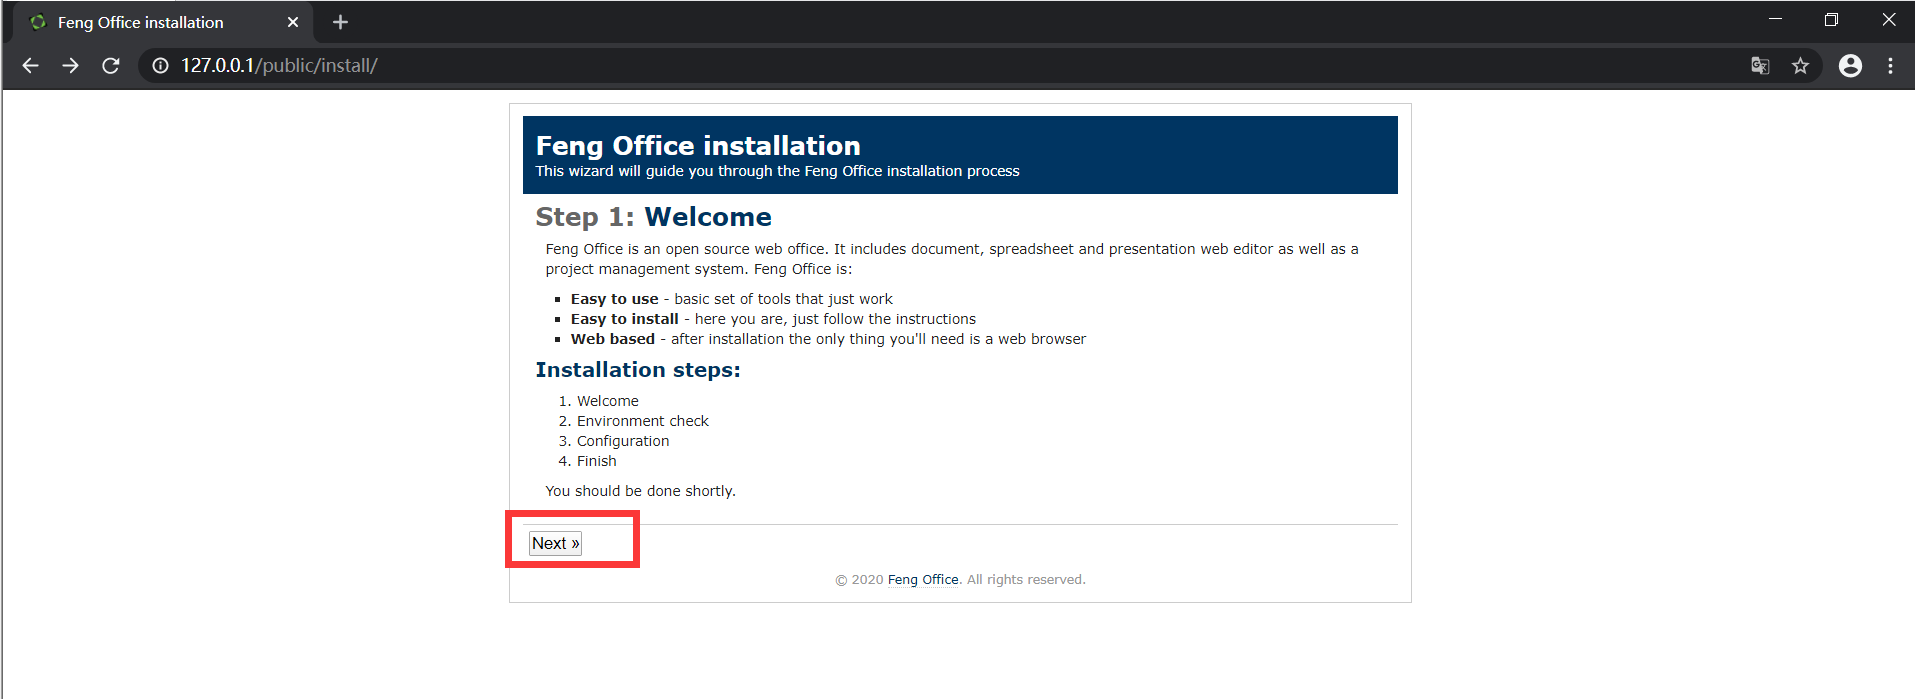 Feng Office installation
127.0.0.1/public/install/
Feng Office installation
This wizard will guide you through the Feng Office installation process
Step 1: Welcome
Feng Office is an open source web office. It includes document, spreadsheet and presentation web editor as well as a
project management system. Feng Office is:
Easy to use - basic set of tools that just work
Easy to install - here you are, just follow the instructions
Web based - after installation the only thing you'll need is a web browser
Installation steps:
1. Welcome
2. Environment check
3. Configuration
4. Finish
You should be done shortly.
Next »
© 2020 Feng Office. All rights reserved.